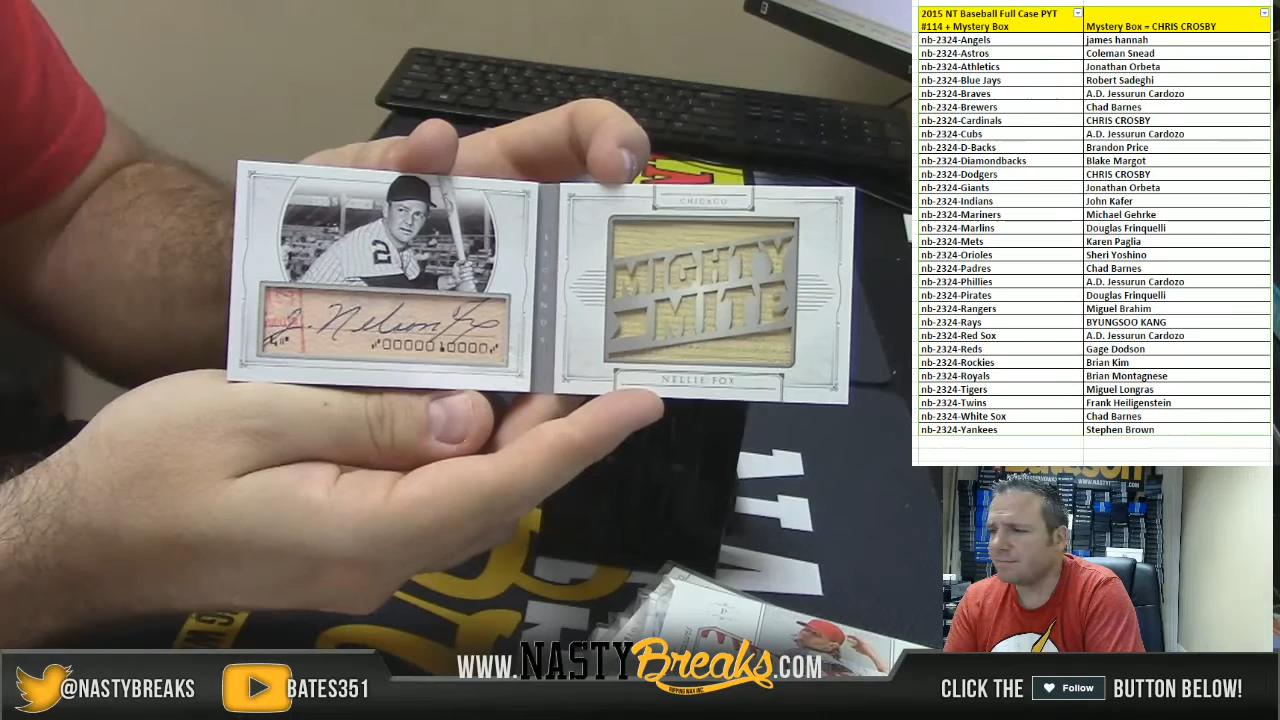 2015 NT Baseball Full Case PYT
#114 + Mystery Box Mystery Box = CHRIS CROSBY
nb-2324-Angels james hannah
nb-2324-Astros Coleman Snead
nb-2324-Athletics Jonathan Orbeta
nb-2324-Blue Jays Robert Sadeghi
nb-2324-Braves A.D. Jessurun Cardozo
nb-2324-Brewers Chad Barnes
nb-2324-Cardinals CHRIS CROSBY
nb-2324-Cubs A.D. Jessurun Cardozo
nb-2324-D-Backs Brandon Price
nb-2324-Diamondbacks Blake Margot
nb-2324-Dodgers CHRIS CROSBY
nb-2324-Giants Jonathan Orbeta
nb-2324-Indians John Kafer
nb-2324-Mariners Michael Gehrke
nb-2324-Marlins Douglas Frinquelli
nb-2324-Mets Karen Paglia
nb-2324-Orioles Sheri Yoshino
nb-2324-Padres Chad Barnes
nb-2324-Phillies A.D. Jessurun Cardozo
nb-2324-Pirates Douglas Frinquelli
nb-2324-Rangers Miguel Brahim
nb-2324-Rays BYUNGSOO KANG
nb-2324-Red Sox A.D. Jessurun Cardozo
nb-2324-Reds Gage Dodson
nb-2324-Rockies Brian Kim
nb-2324-Royals Brian Montagnese
nb-2324-Tigers Miguel Longras
nb-2324-Twins Frank Heiligenstein
nb-2324-White Sox Chad Barnes
nb-2324-Yankees Stephen Brown
2
J. Nelson Fox
LEGENDS
CHICAGO
MIGHTY
MITE
NELLIE FOX
@NASTYBREAKS
BATES351
WWW.NASTYBreaks.COM
RIPPING WAX INC.
CLICK THE Follow BUTTON BELOW!